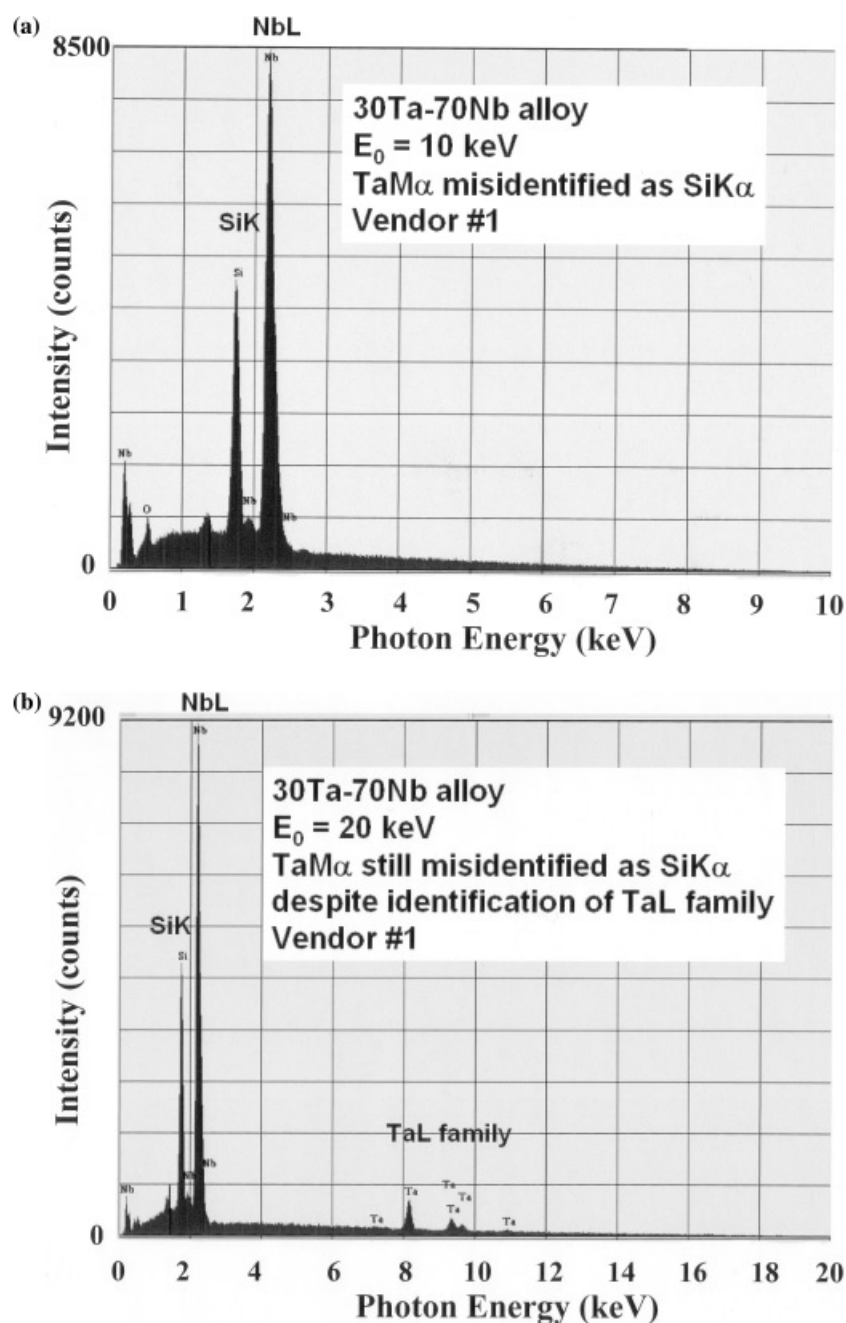 (a)
8500
NbL
Nb
30Ta-70Nb alloy
E₀ = 10 keV
TaMα misidentified as SiKα
Vendor #1
SiK
Si
Intensity (counts)
Nb
O
Nb
Nb
0
0 1 2 3 4 5 6 7 8 9 10
Photon Energy (keV)
(b)
NbL
9200
Nb
30Ta-70Nb alloy
E₀ = 20 keV
TaMα still misidentified as SiKα
despite identification of TaL family
Vendor #1
SiK
Si
Intensity (counts)
TaL family
Nb
Nb
Nb
Ta
Ta
Ta
Ta
Ta
Ta
0
0 2 4 6 8 10 12 14 16 18 20
Photon Energy (keV)